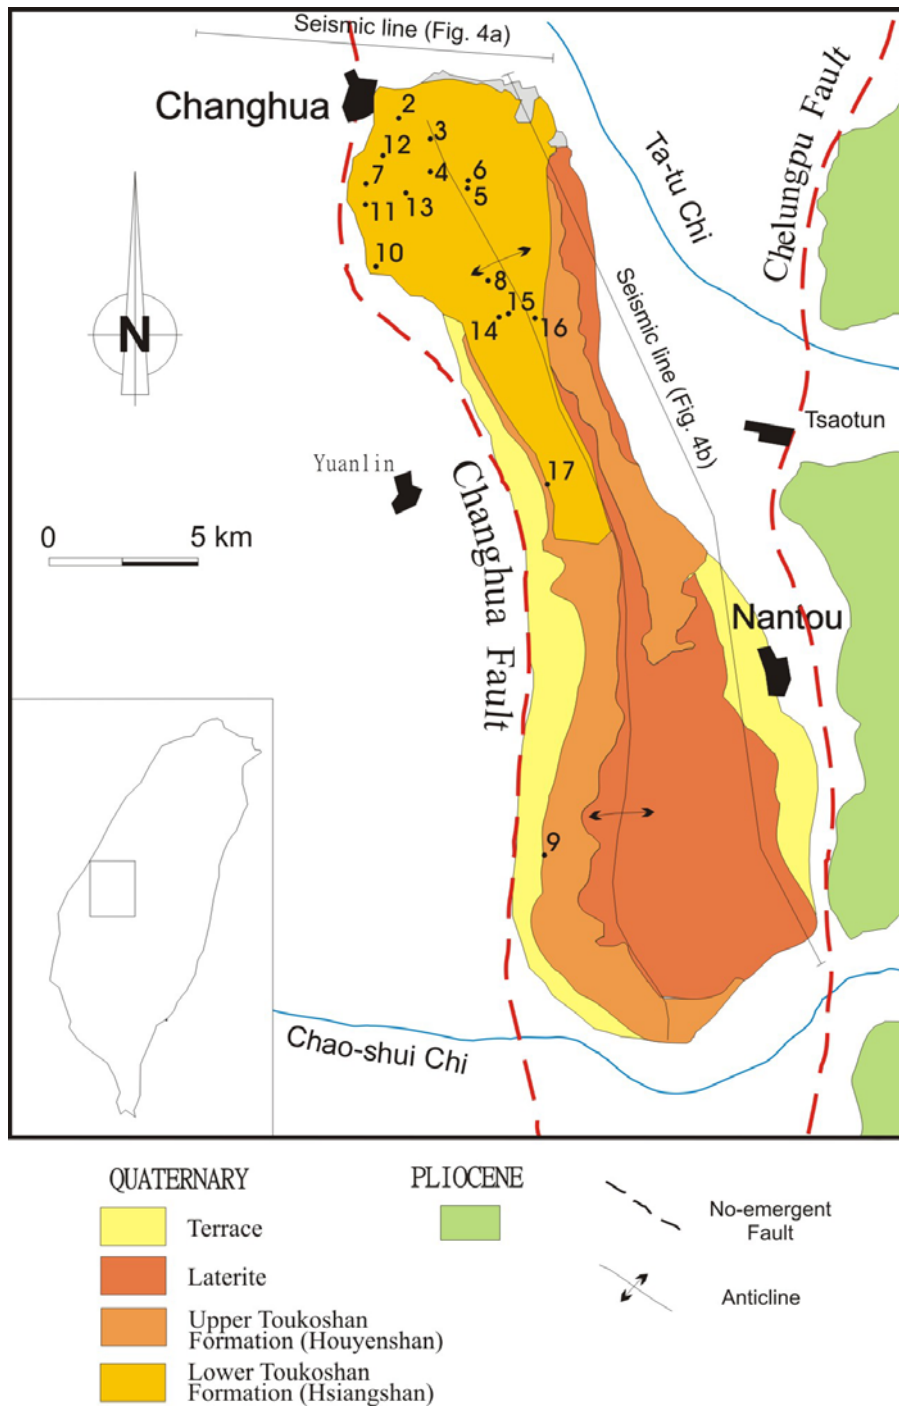 Seismic line (Fig. 4a)
Changhua
2
3
12
4
6
7
5
13
11
10
8
15
14
16
17
9
Ta-tu Chi
Chelungpu Fault
Seismic line (Fig. 4b)
N
Tsaotun
Yuanlin
Changhua Fault
0 5 km
Nantou
Chao-shui Chi
QUATERNARY
Terrace
Laterite
Upper Toukoshan
Formation (Houyenshan)
Lower Toukoshan
Formation (Hsiangshan)
PLIOCENE
No-emergent
Fault
Anticline